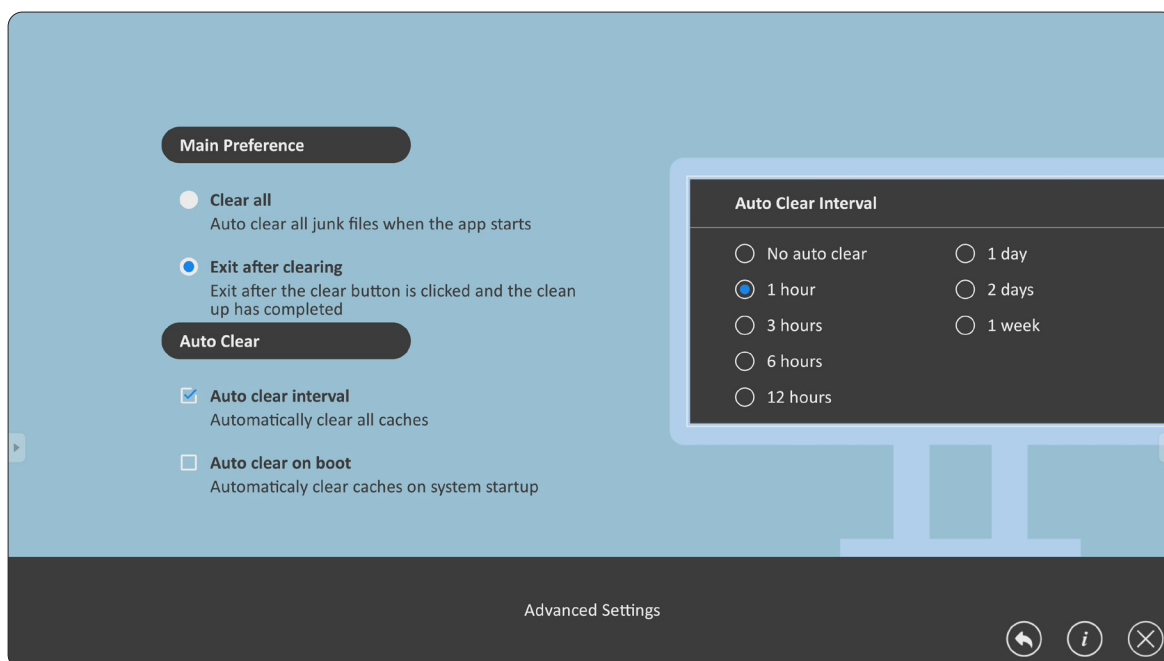 Main Preference
Clear all
Auto clear all junk files when the app starts
Exit after clearing
Exit after the clear button is clicked and the clean
up has completed
Auto Clear
Auto clear interval
Automatically clear all caches
Auto clear on boot
Automaticaly clear caches on system startup
Auto Clear Interval
No auto clear
1 hour
3 hours
6 hours
12 hours
1 day
2 days
1 week
Advanced Settings
i